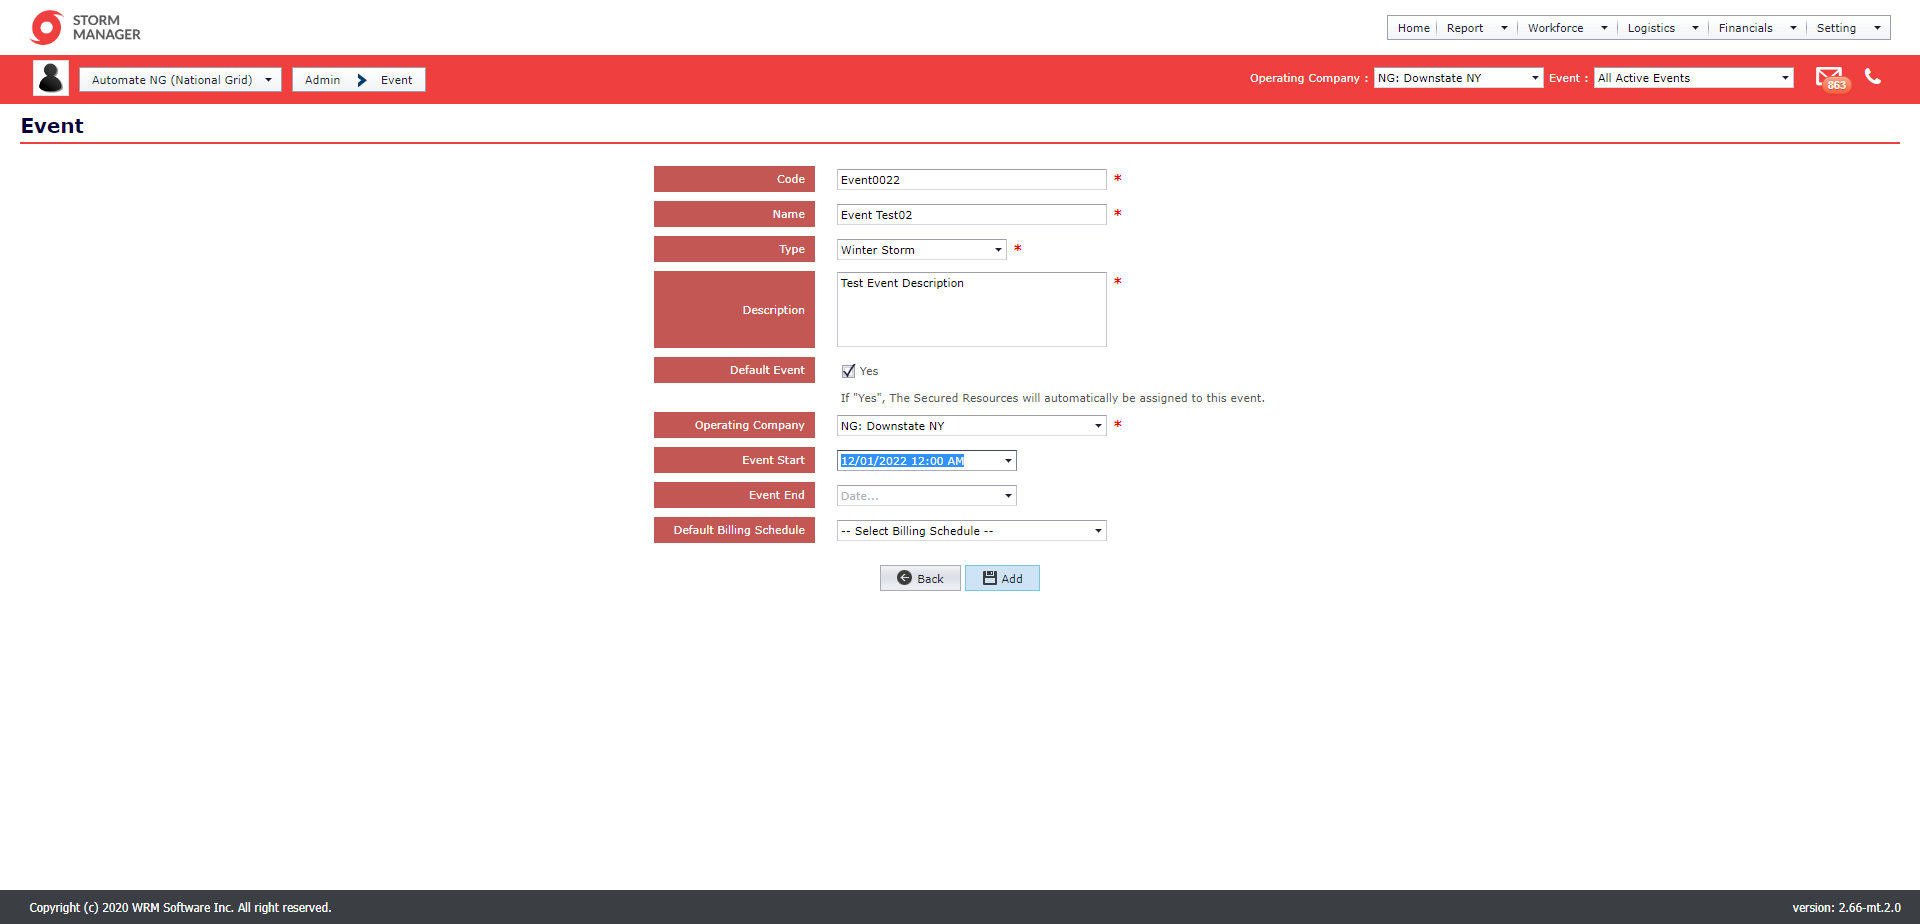 STORM
MANAGER
Home Report Workforce Logistics Financials Setting
Automate NG (National Grid) Admin Event Operating Company : NG: Downstate NY Event : All Active Events 863
Event
Code Event0022 *
Name Event Test02 *
Type Winter Storm *
Description Test Event Description *
Default Event Yes
If "Yes", The Secured Resources will automatically be assigned to this event.
Operating Company NG: Downstate NY *
Event Start 12/01/2022 12:00 AM
Event End Date...
Default Billing Schedule -- Select Billing Schedule --
Back Add
Copyright (c) 2020 WRM Software Inc. All right reserved. version: 2.66-mt.2.0